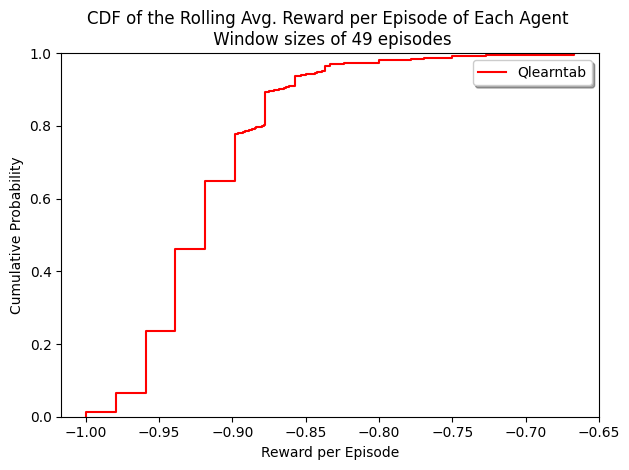 CDF of the Rolling Avg. Reward per Episode of Each Agent
Window sizes of 49 episodes
Qlearntab
Cumulative Probability
1.0
0.8
0.6
0.4
0.2
0.0
−1.00 −0.95 −0.90 −0.85 −0.80 −0.75 −0.70 −0.65
Reward per Episode